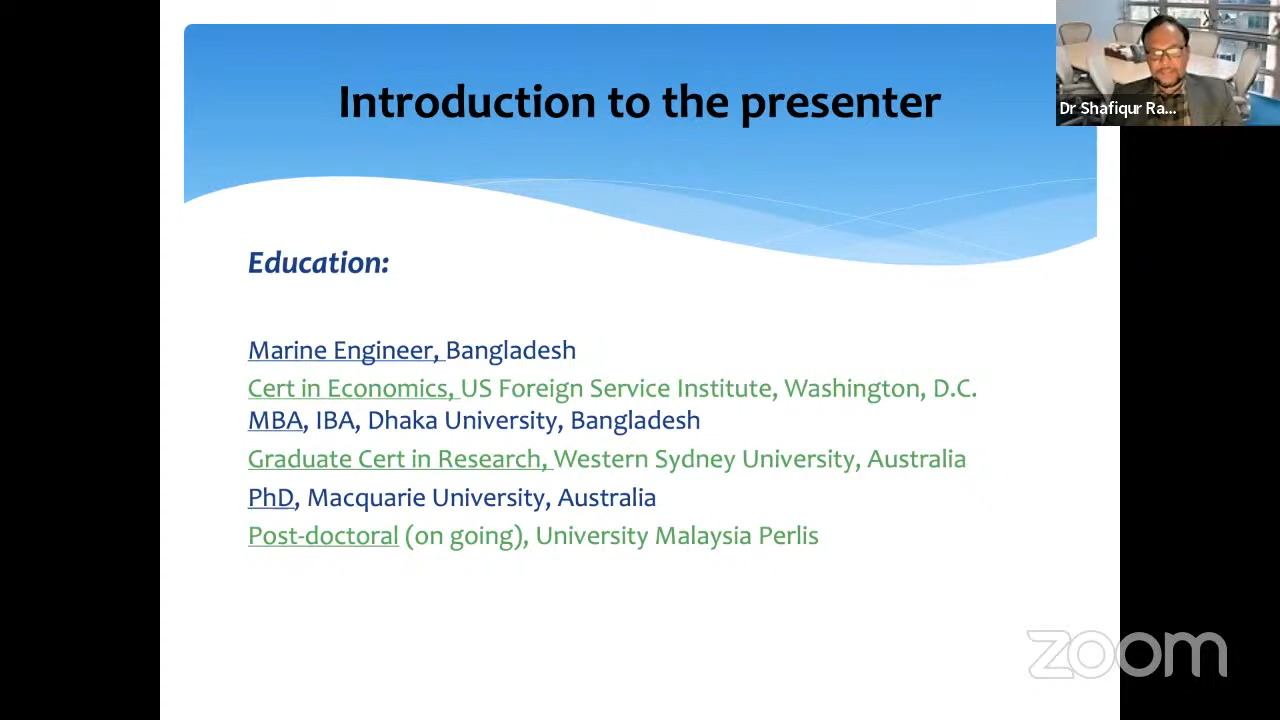 Introduction to the presenter
Dr Shafiqur Ra...
Education:
Marine Engineer, Bangladesh
Cert in Economics, US Foreign Service Institute, Washington, D.C.
MBA, IBA, Dhaka University, Bangladesh
Graduate Cert in Research, Western Sydney University, Australia
PhD, Macquarie University, Australia
Post-doctoral (on going), University Malaysia Perlis
zoom